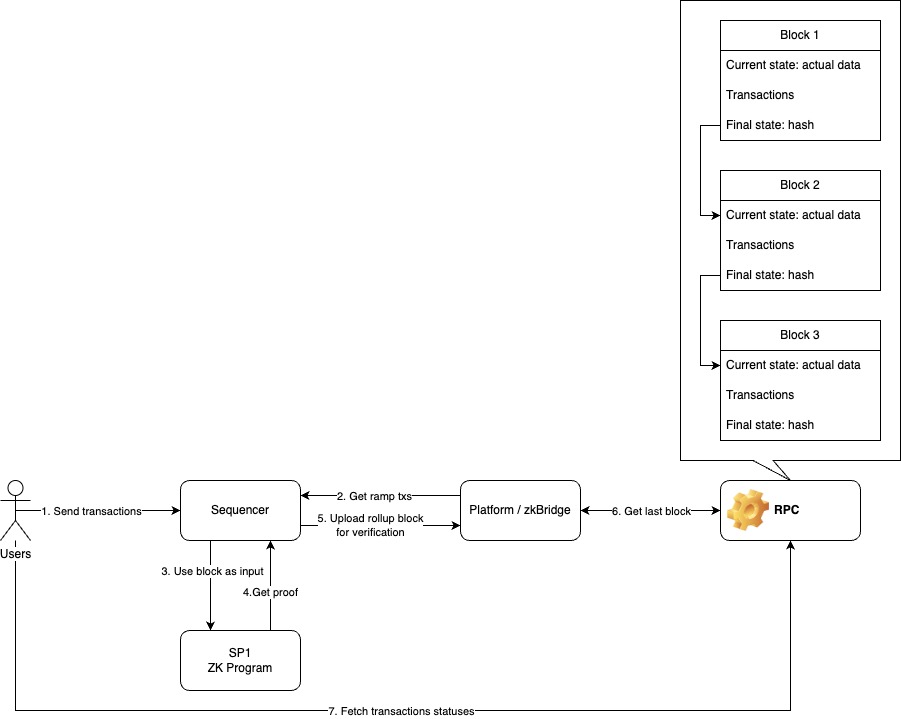 Block 1
Current state: actual data
Transactions
Final state: hash
Block 2
Current state: actual data
Transactions
Final state: hash
Block 3
Current state: actual data
Transactions
Final state: hash
Users
1. Send transactions
Sequencer
2. Get ramp txs
5. Upload rollup block
for verification
Platform / zkBridge
6. Get last block
RPC
3. Use block as input
4.Get proof
SP1
ZK Program
7. Fetch transactions statuses